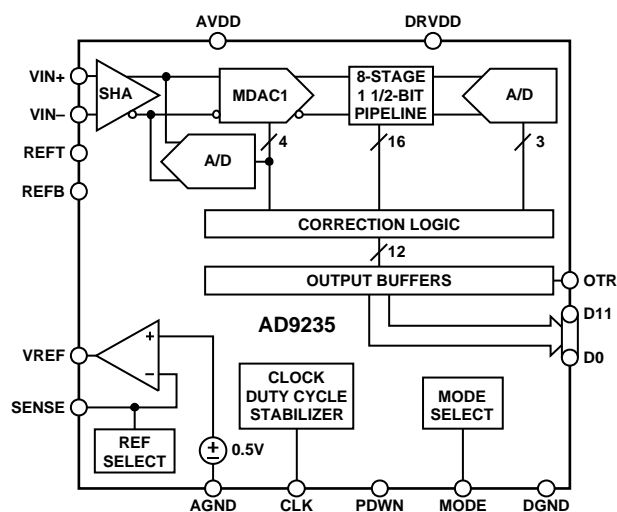 AVDD
DRVDD
VIN+
SHA
MDAC1
8-STAGE
1 1/2-BIT
PIPELINE
A/D
VIN–
REFT
A/D
4
16
3
REFB
CORRECTION LOGIC
12
OUTPUT BUFFERS
OTR
AD9235
D11
VREF
+
–
D0
SENSE
CLOCK
DUTY CYCLE
STABILIZER
MODE
SELECT
REF
SELECT
±
0.5V
AGND
CLK
PDWN
MODE
DGND